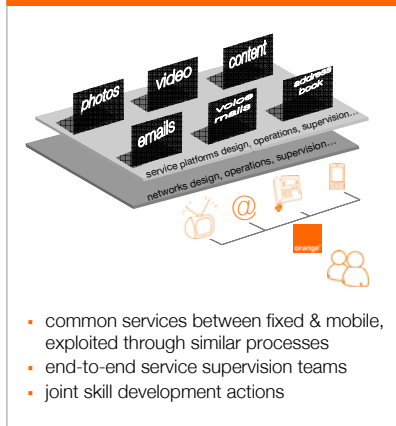 photos
video
content
emails
voice
mails
address
book
service platforms design, operations, supervision...
networks design, operations, supervision...
@
orange™
▪ common services between fixed & mobile,
exploited through similar processes
▪ end-to-end service supervision teams
▪ joint skill development actions